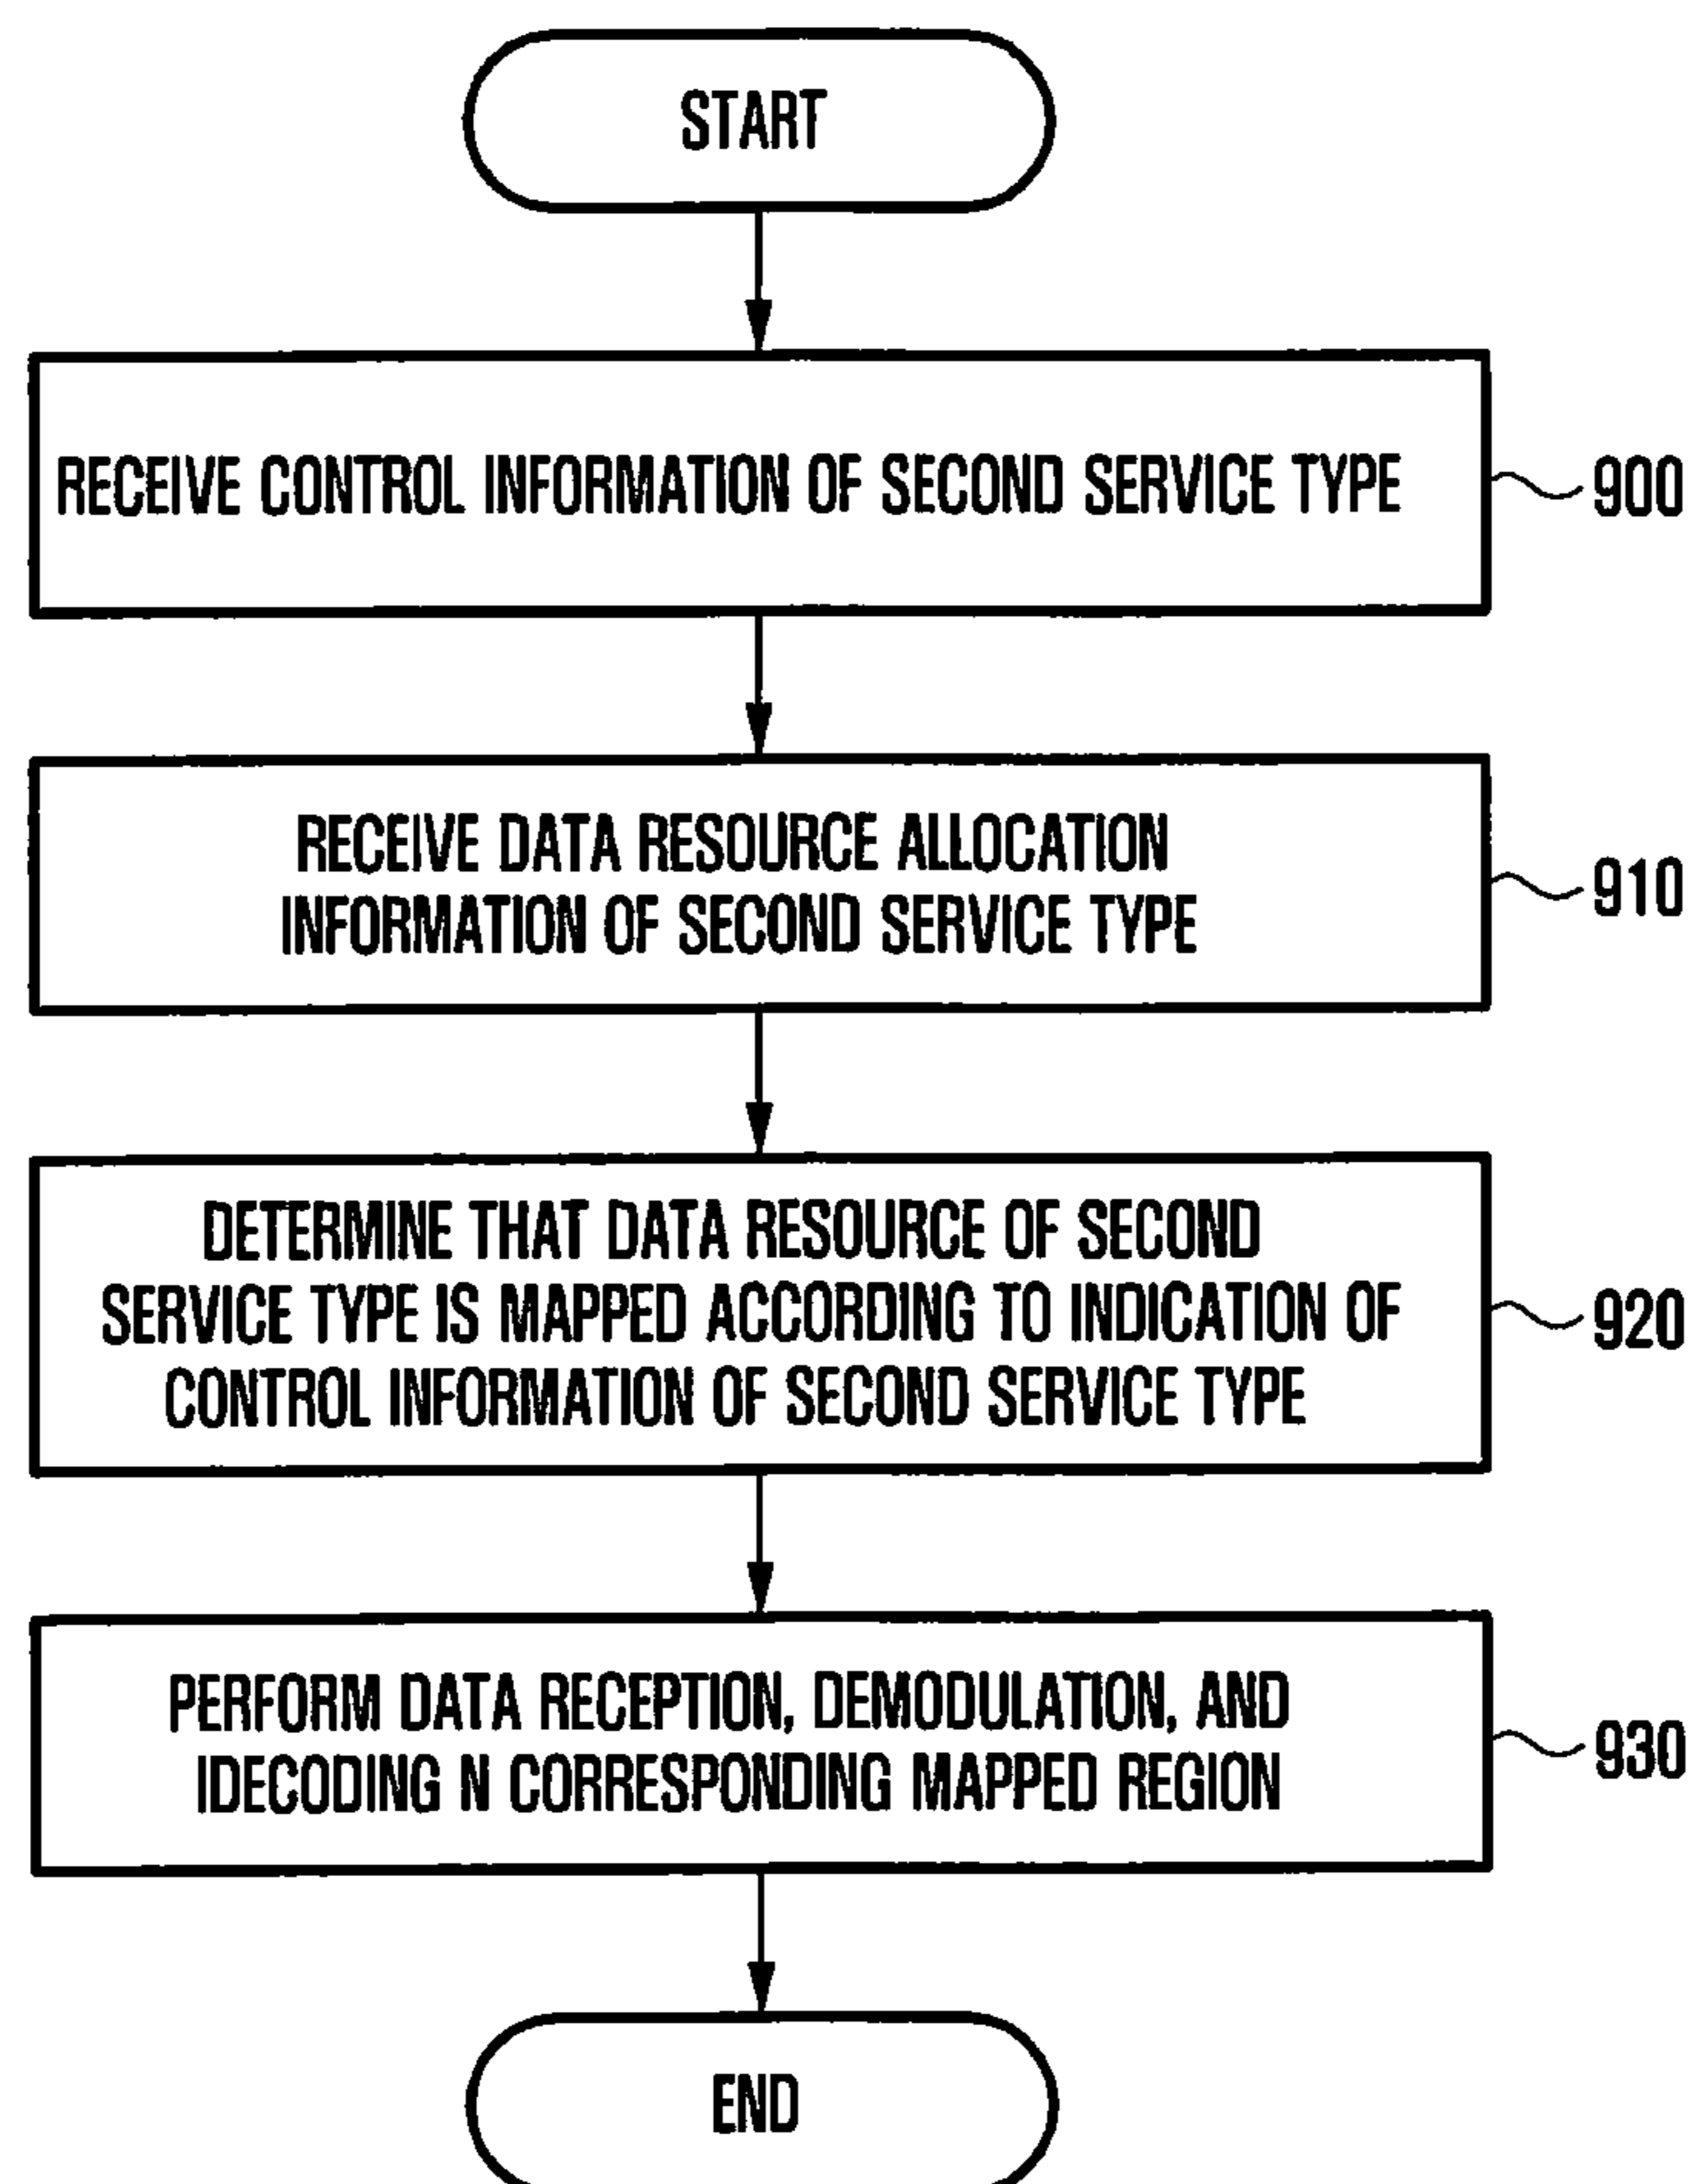 START
RECEIVE CONTROL INFORMATION OF SECOND SERVICE TYPE
900
RECEIVE DATA RESOURCE ALLOCATION
INFORMATION OF SECOND SERVICE TYPE
910
DETERMINE THAT DATA RESOURCE OF SECOND
SERVICE TYPE IS MAPPED ACCORDING TO INDICATION OF
CONTROL INFORMATION OF SECOND SERVICE TYPE
920
PERFORM DATA RECEPTION, DEMODULATION, AND
IDECODING N CORRESPONDING MAPPED REGION
930
END